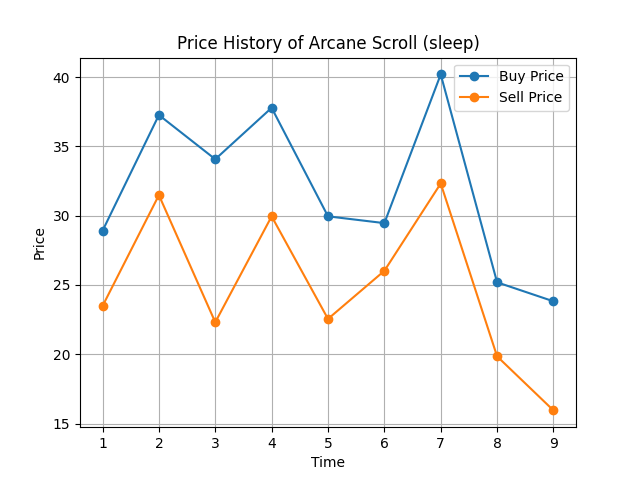 Price History of Arcane Scroll (sleep)
Buy Price
Sell Price
40
35
30
25
20
15
Price
1 2 3 4 5 6 7 8 9
Time